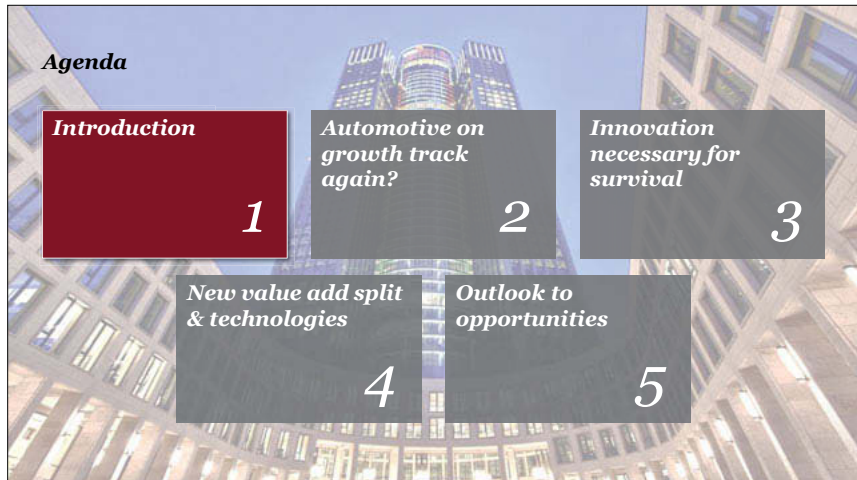 Agenda
Introduction
1
Automotive on
growth track
again?
2
Innovation
necessary for
survival
3
New value add split
& technologies
4
Outlook to
opportunities
5